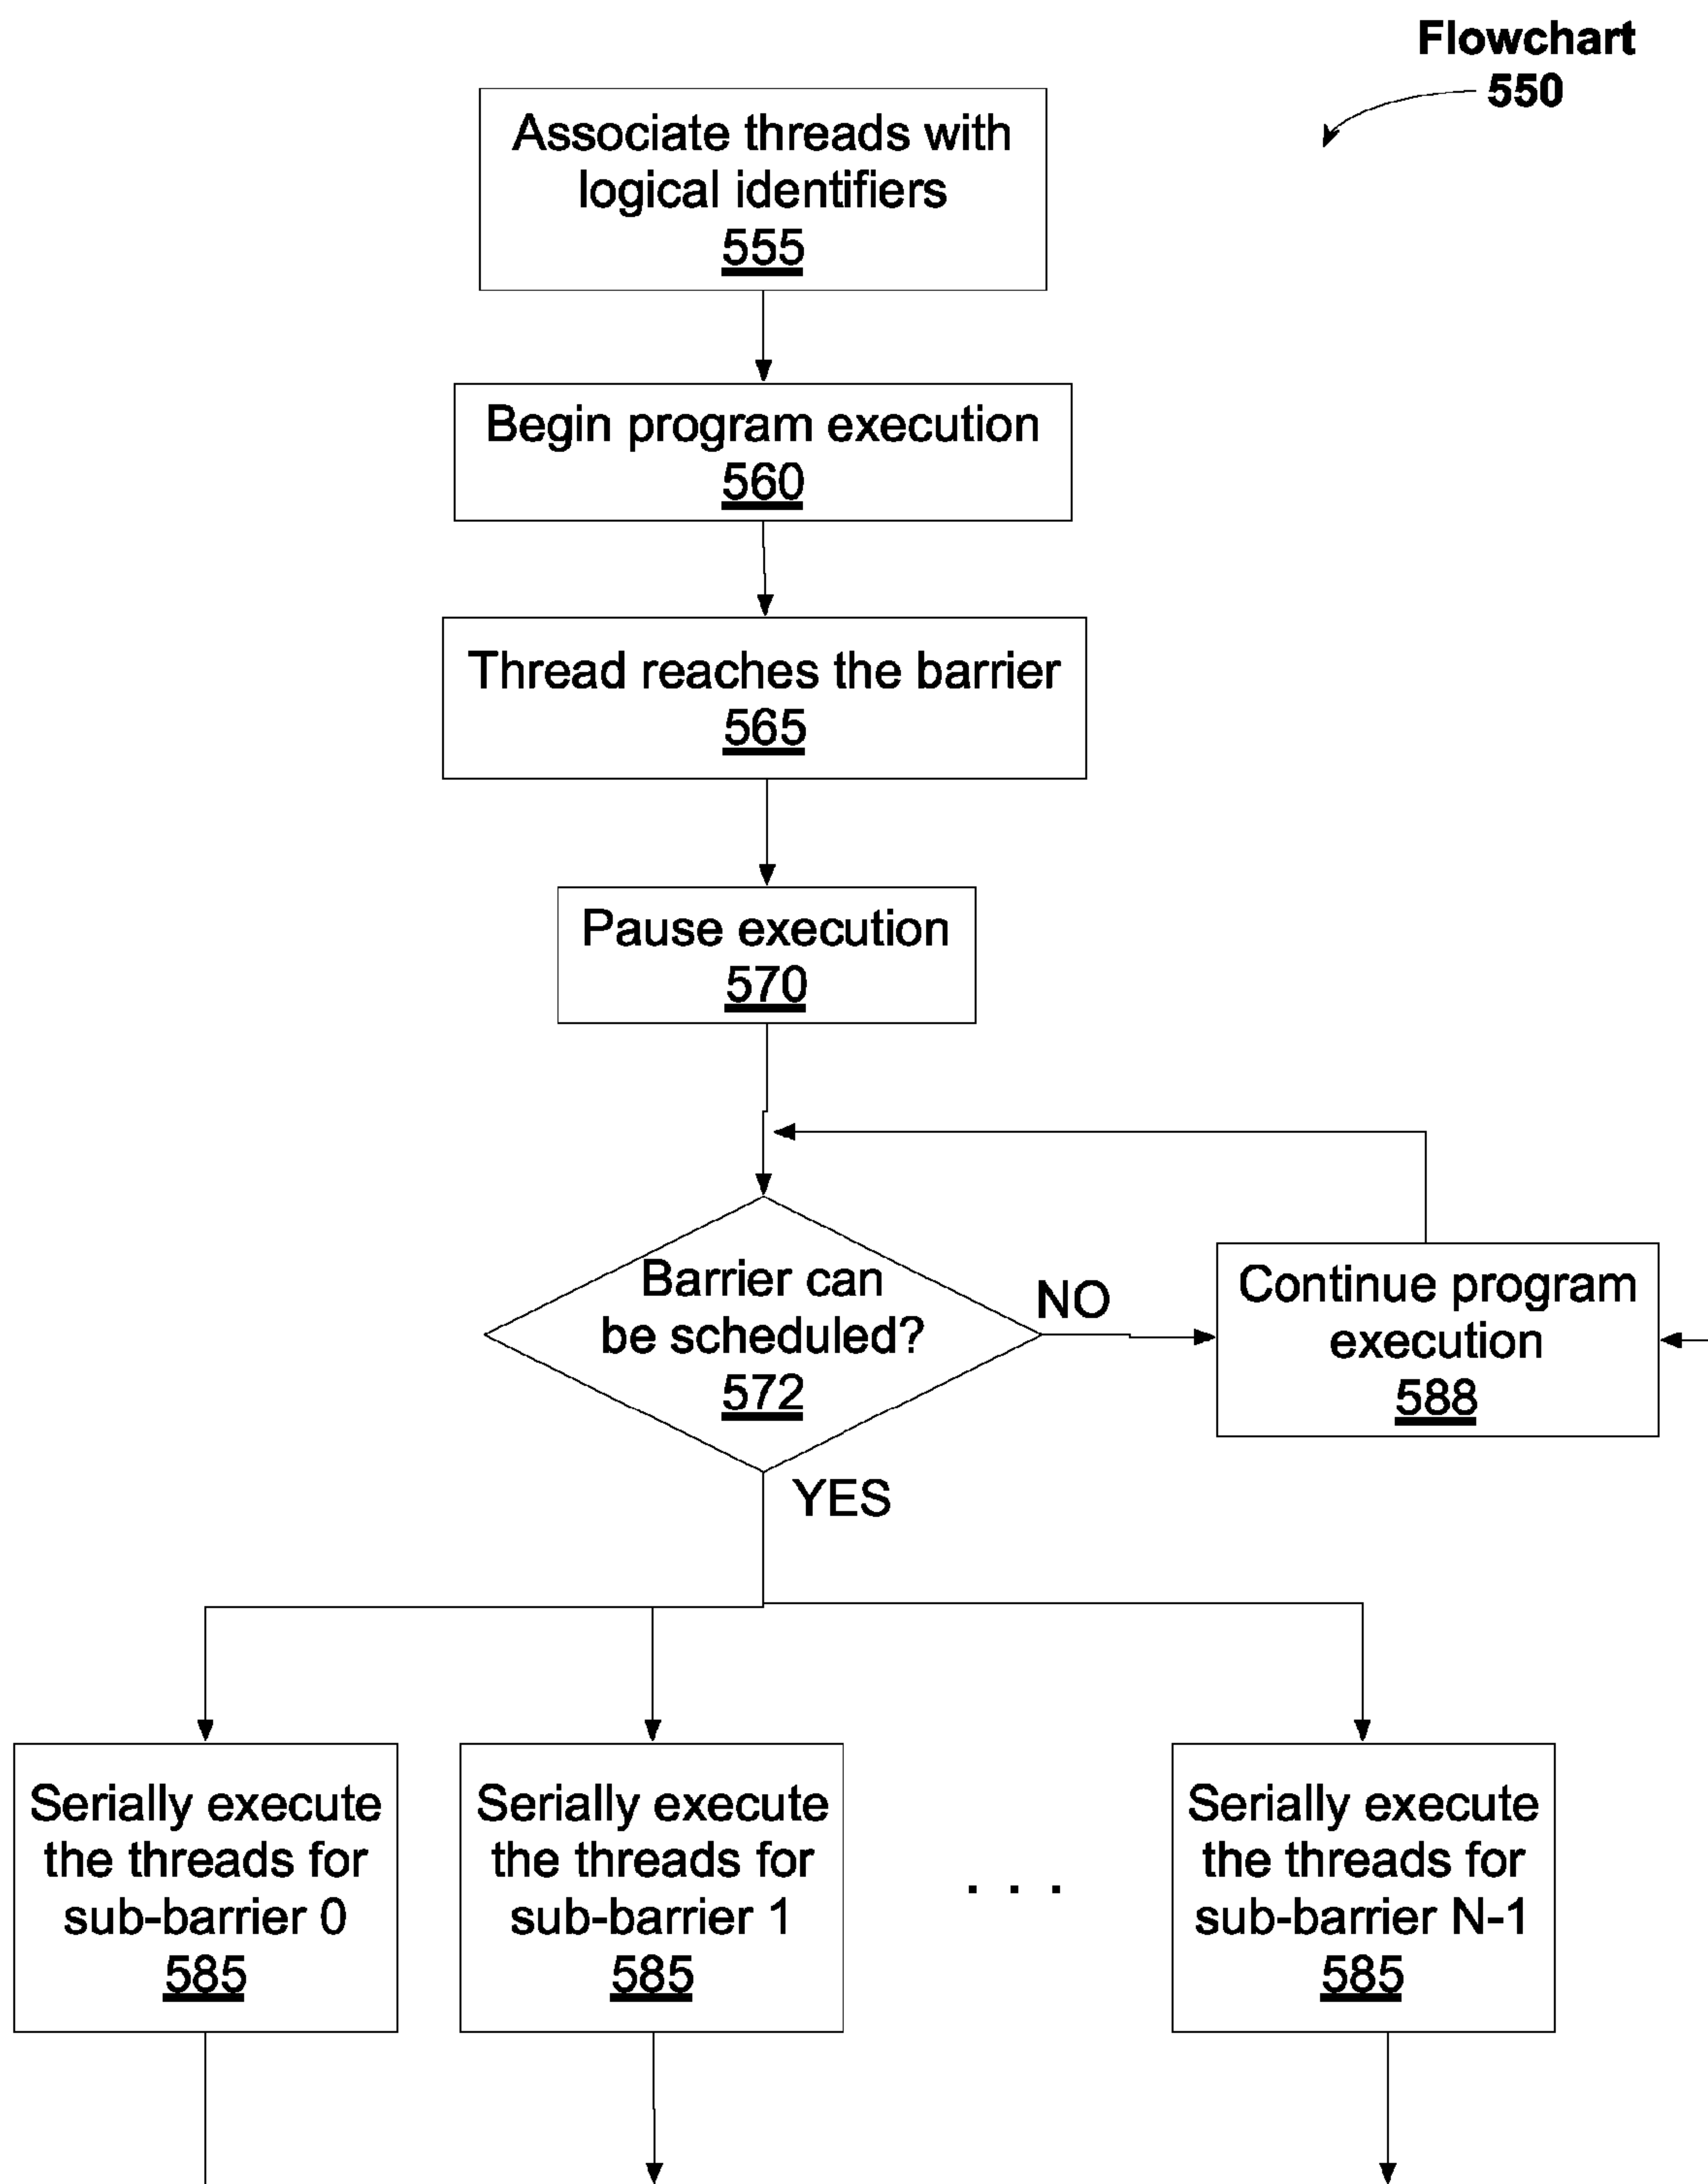 Flowchart
550
Associate threads with
logical identifiers
555
Begin program execution
560
Thread reaches the barrier
565
Pause execution
570
Barrier can
be scheduled?
572
NO
Continue program
execution
588
YES
Serially execute
the threads for
sub-barrier 0
585
Serially execute
the threads for
sub-barrier 1
585
. . .
Serially execute
the threads for
sub-barrier N-1
585